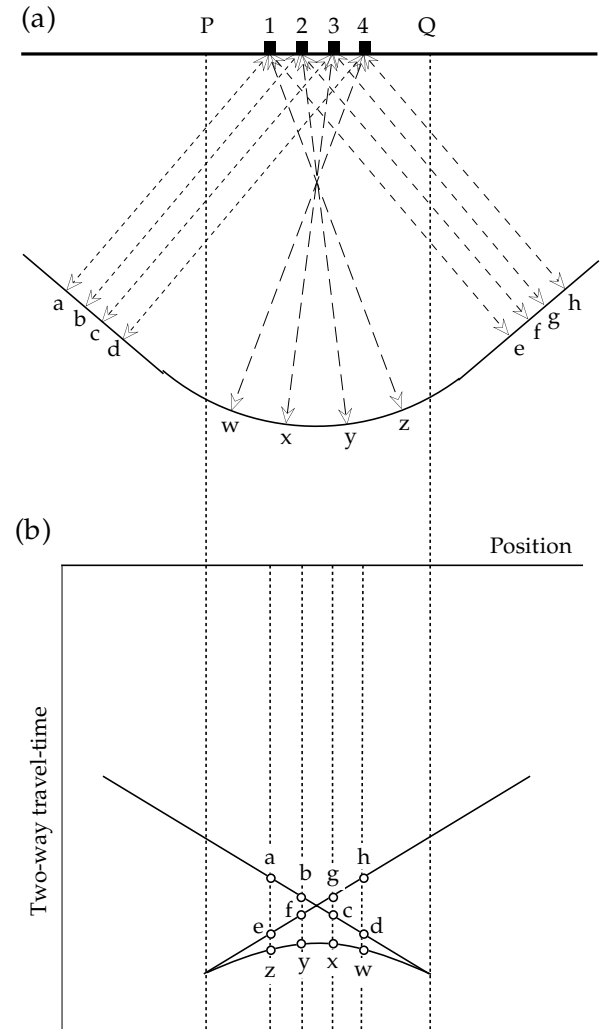 (a)
P 1 2 3 4 Q
a
b
c
d
h
g
f
e
w
x
y
z
(b)
Position
Two-way travel-time
a
h
b
g
f
c
e
d
z
y
x
w